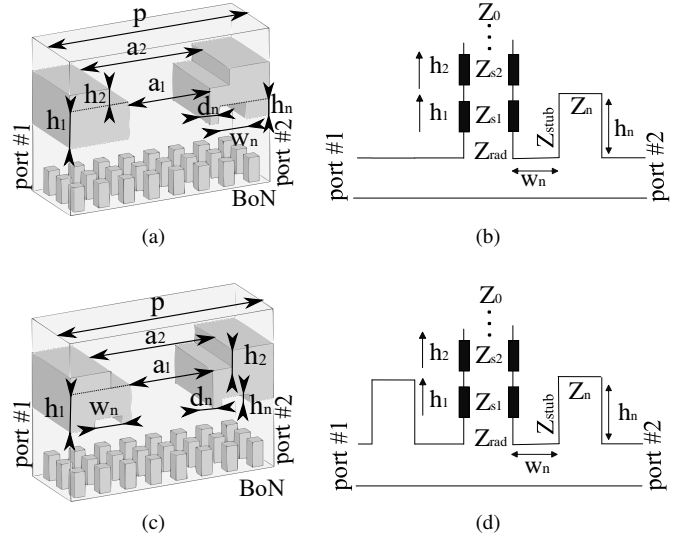 p
a2
a1
h2
h1
dn
hn
wn
port #1
port #2
BoN
(a)
Z0
h2
Zs2
h1
Zs1
Zn
Zstub
hn
Zrad
wn
port #1
port #2
(b)
p
a2
a1
h2
h1
wn
dn
hn
port #1
port #2
BoN
(c)
Z0
h2
Zs2
h1
Zs1
Zn
Zstub
hn
Zrad
wn
port #1
port #2
(d)